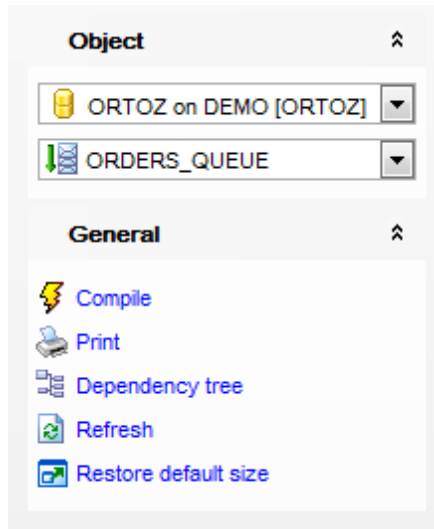 Object
ORTOZ on DEMO [ORTOZ]
ORDERS_QUEUE
General
Compile
Print
Dependency tree
Refresh
Restore default size